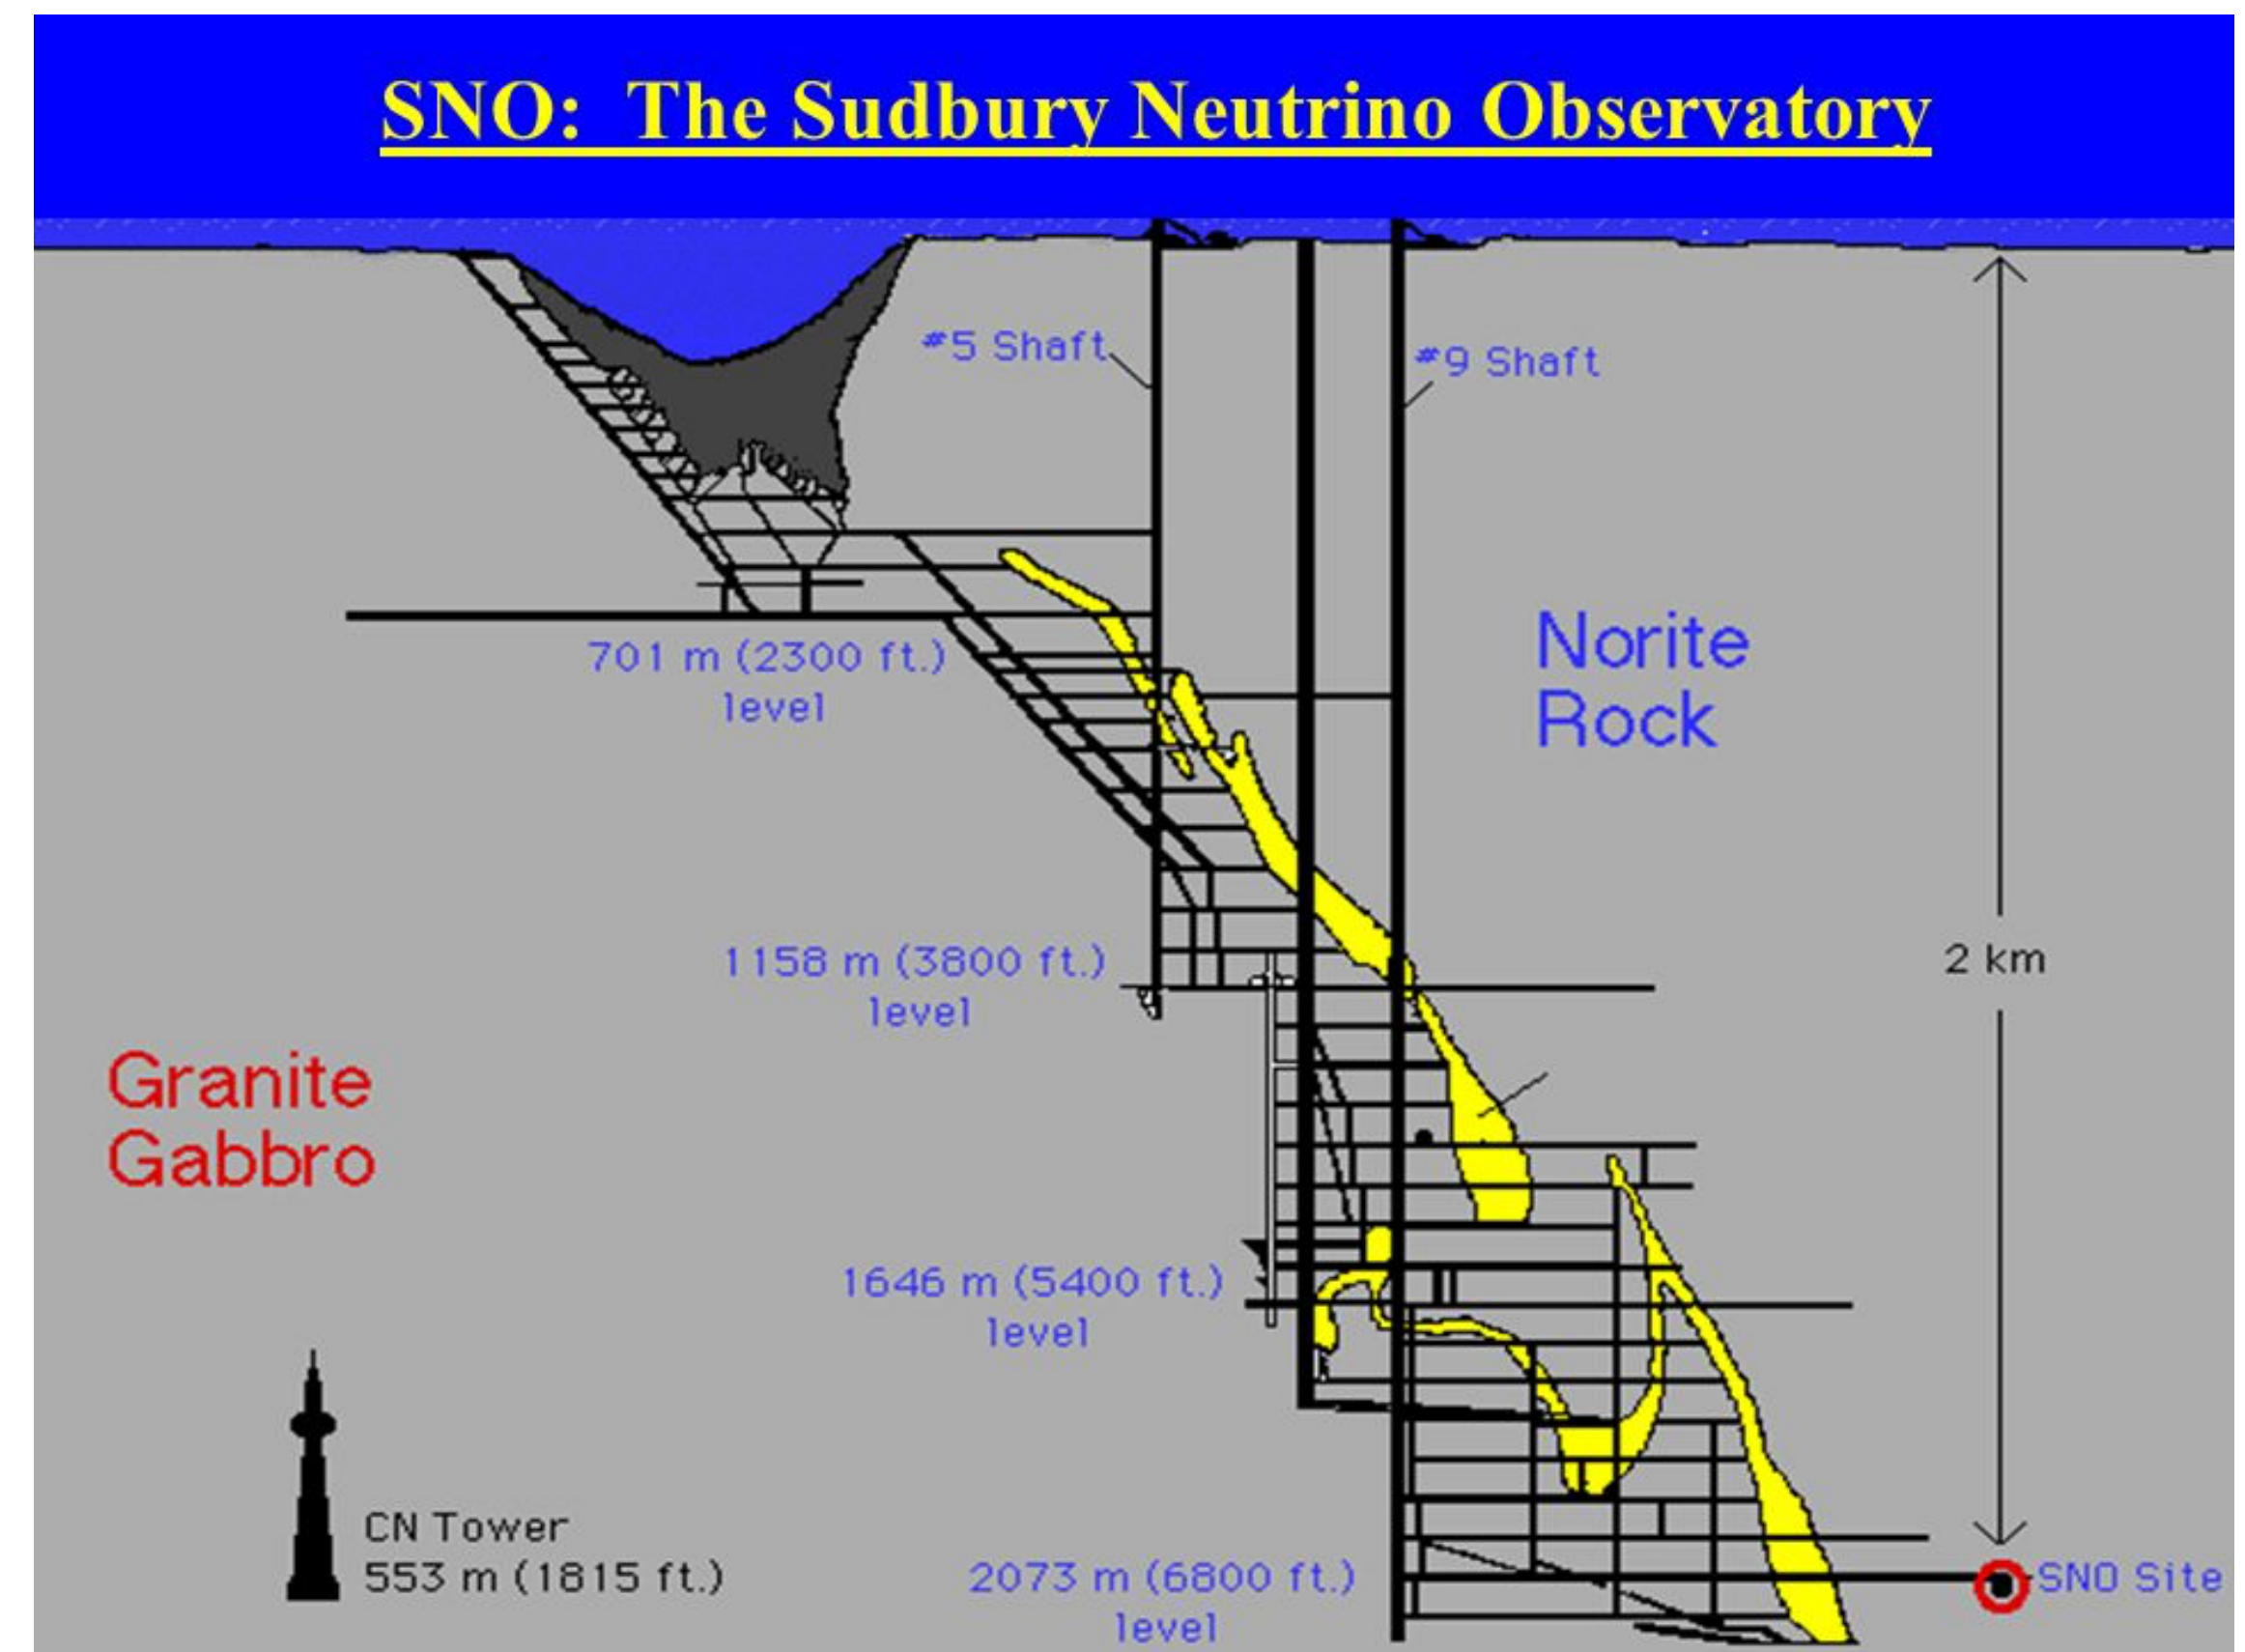 SNO: The Sudbury Neutrino Observatory
#5 Shaft
#9 Shaft
701 m (2300 ft.)
level
Norite
Rock
1158 m (3800 ft.)
level
2 km
Granite
Gabbro
1646 m (5400 ft.)
level
CN Tower
553 m (1815 ft.)
2073 m (6800 ft.)
level
SNO Site